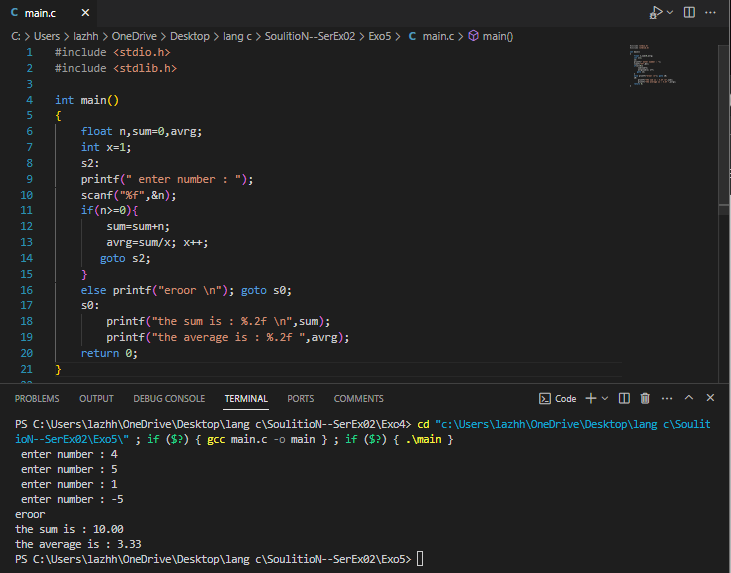 main.c
C: > Users > lazhh > OneDrive > Desktop > lang c > SoulitioN--SerEx02 > Exo5 > C main.c > main()
1 #include <stdio.h>
2 #include <stdlib.h>
3
4 int main()
5 {
6 float n,sum=0,avrg;
7 int x=1;
8 s2:
9 printf(" enter number : ");
10 scanf("%f",&n);
11 if(n>=0){
12 sum=sum+n;
13 avrg=sum/x; x++;
14 goto s2;
15 }
16 else printf("eroor \n"); goto s0;
17 s0:
18 printf("the sum is : %.2f \n",sum);
19 printf("the average is : %.2f ",avrg);
20 return 0;
21 }
PROBLEMS OUTPUT DEBUG CONSOLE TERMINAL PORTS COMMENTS Code
PS C:\Users\lazhh\OneDrive\Desktop\lang c\SoulitioN--SerEx02\Exo4> cd "c:\Users\lazhh\OneDrive\Desktop\lang c\Soulit
ioN--SerEx02\Exo5\" ; if ($?) { gcc main.c -o main } ; if ($?) { .\main }
enter number : 4
enter number : 5
enter number : 1
enter number : -5
eroor
the sum is : 10.00
the average is : 3.33
PS C:\Users\lazhh\OneDrive\Desktop\lang c\SoulitioN--SerEx02\Exo5>